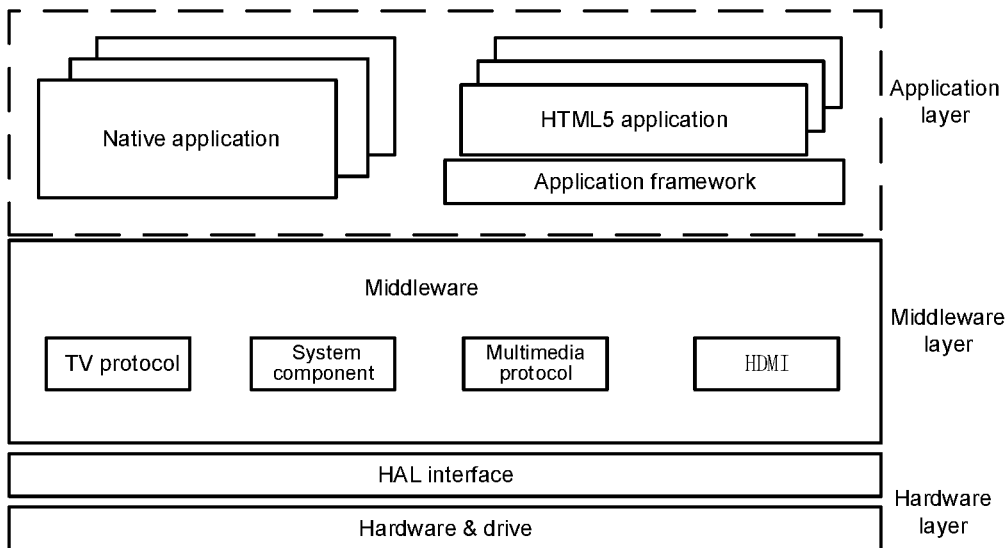 Native application
HTML5 application
Application framework
Application
layer
Middleware
TV protocol
System
component
Multimedia
protocol
HDMI
Middleware
layer
HAL interface
Hardware & drive
Hardware
layer